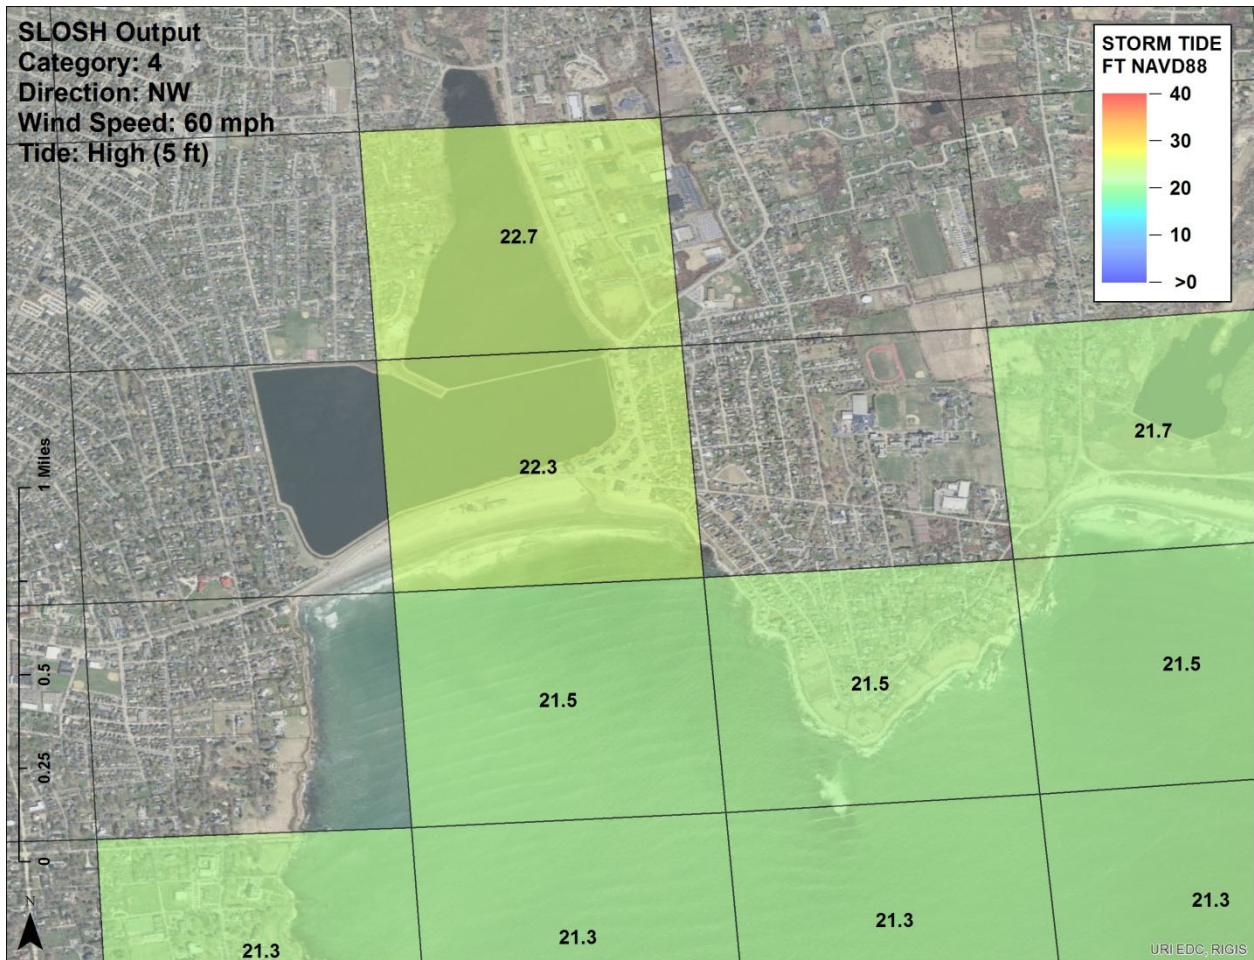 SLOSH Output
Category: 4
Direction: NW
Wind Speed: 60 mph
Tide: High (5 ft)
STORM TIDE
FT NAVD88
40
30
20
10
>0
22.7
21.7
22.3
1 Miles
0.5
0.25
0
21.5
21.5
21.5
N
21.3
21.3
21.3
21.3
URI EDC, RIGIS